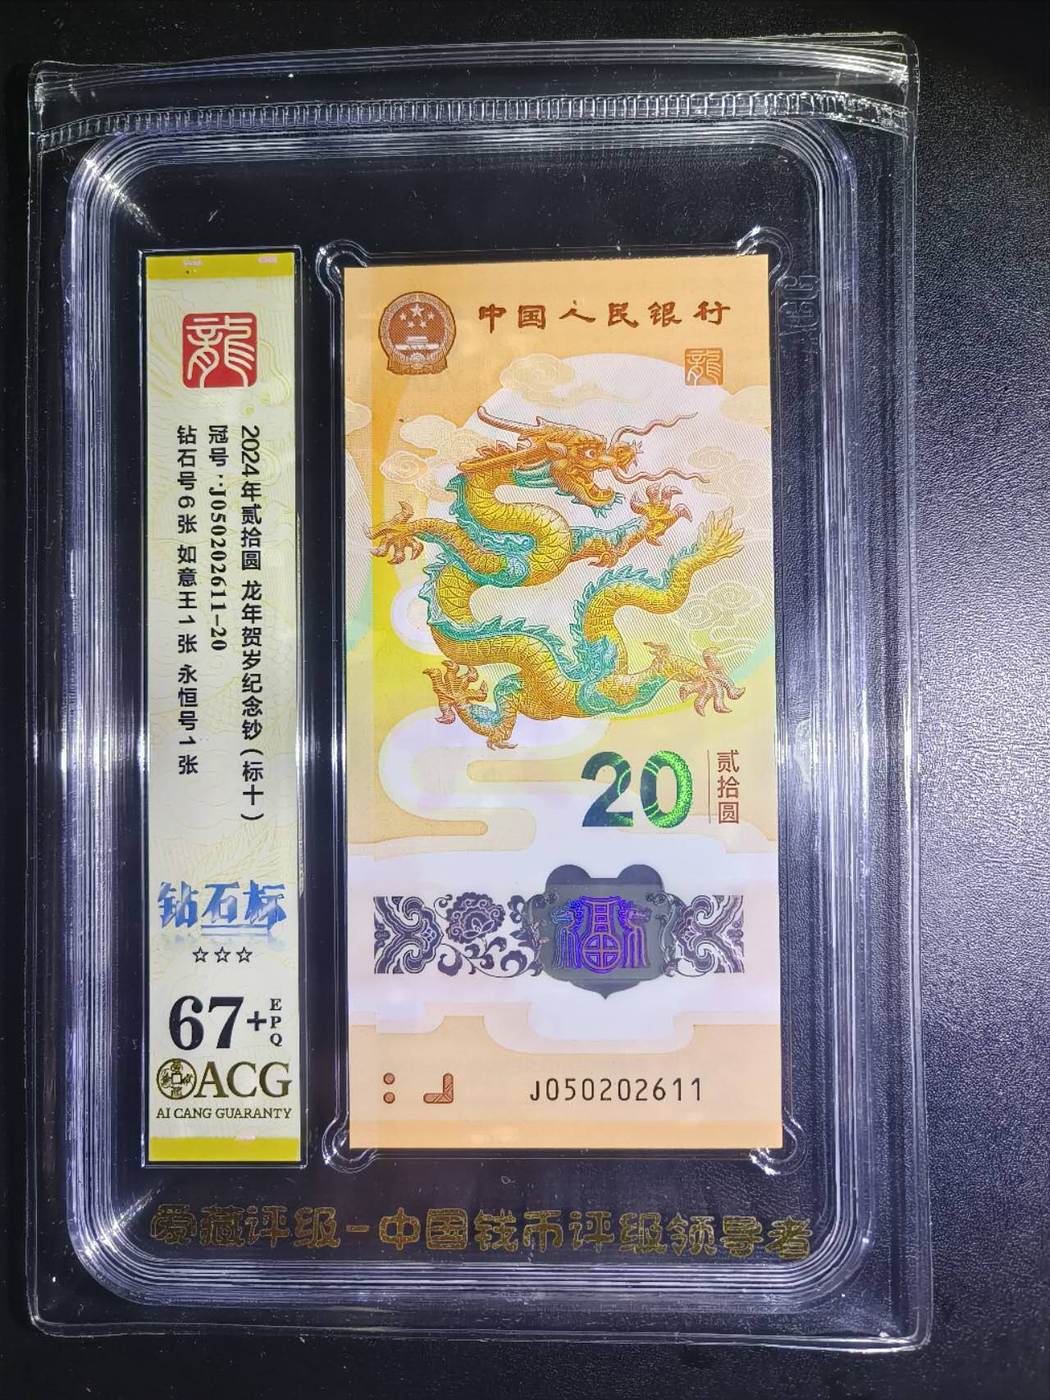 龍
2024年贰拾圆 龙年贺岁纪念钞（标十）
冠号：J050202611-20
钻石号6张 如意王1张 永恒号1张
钻石标
☆☆☆
67+EPQ
ACG
AI CANG GUARANTY
中国人民银行
龍
20
贰拾圆
福
J050202611
爱藏评级-中国钱币评级领导者